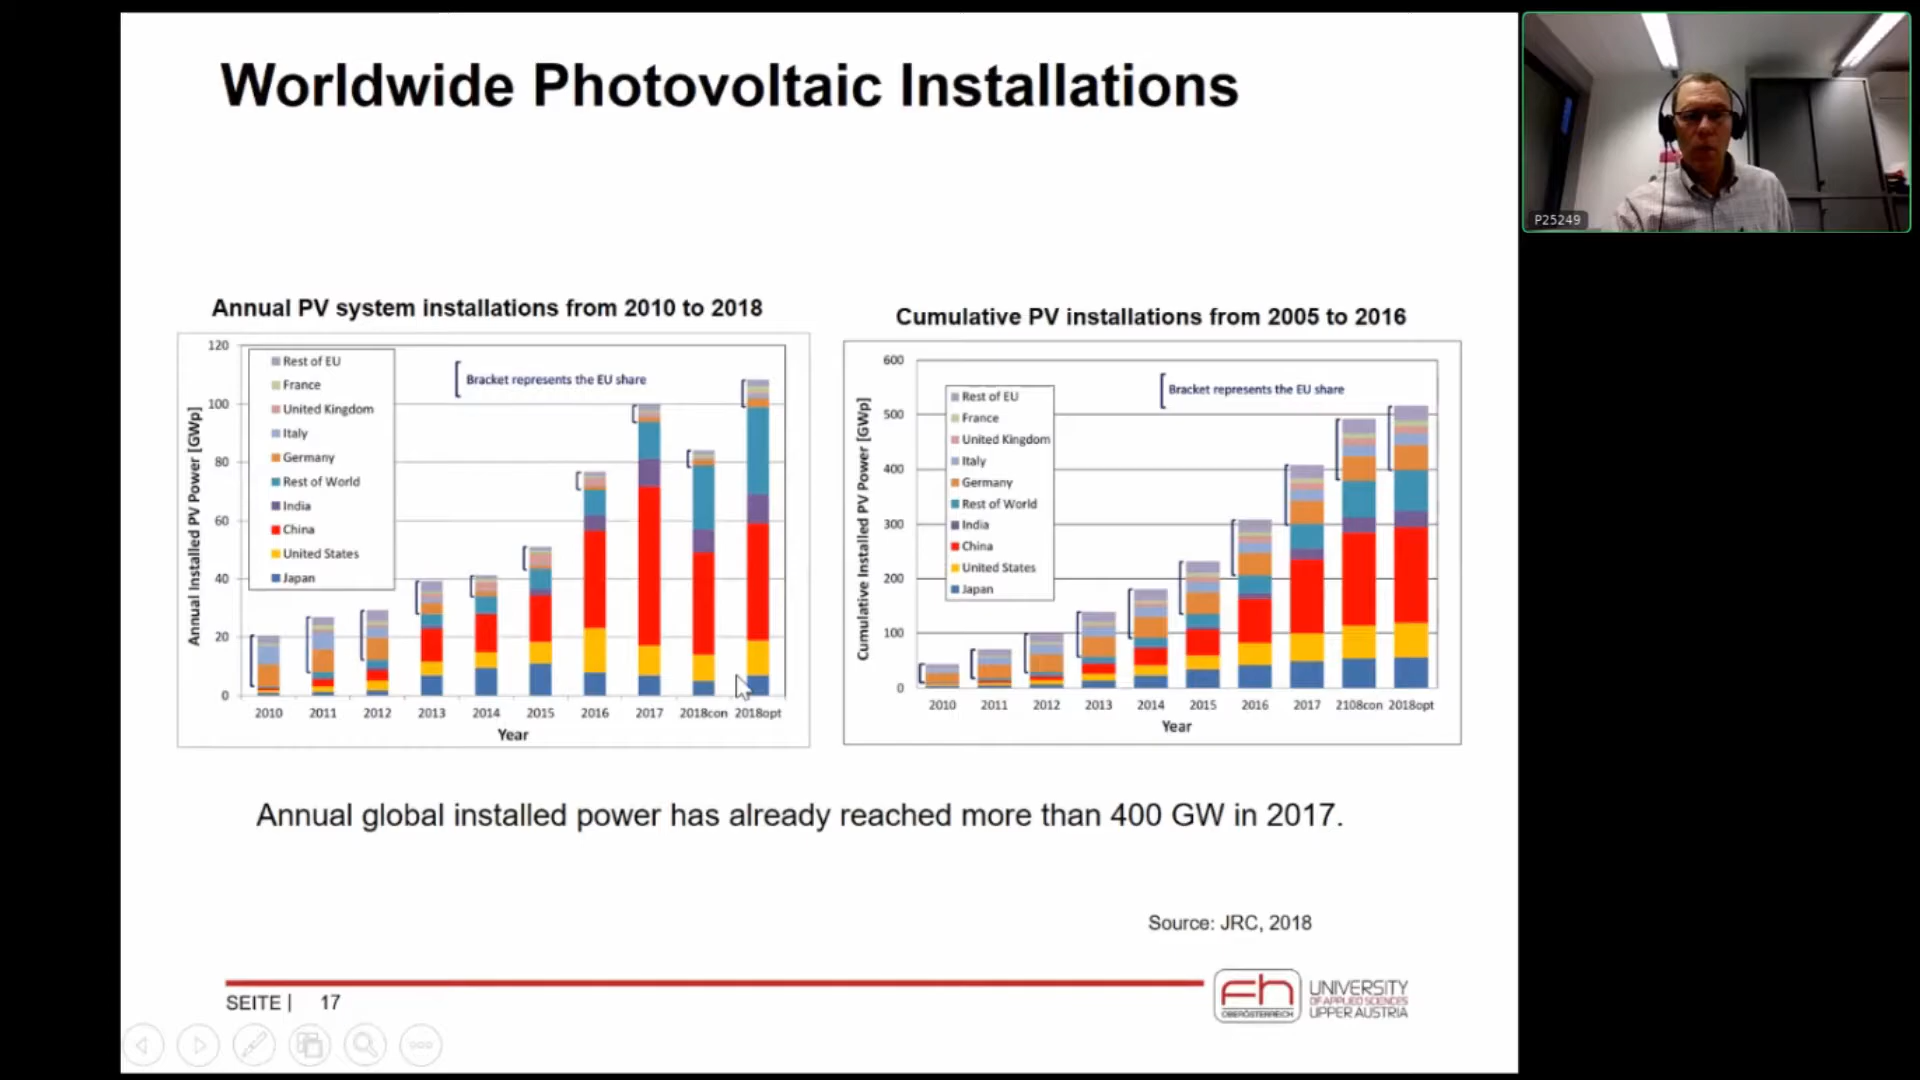 Worldwide Photovoltaic Installations
P25249
Annual PV system installations from 2010 to 2018
Annual Installed PV Power [GWp]
120
100
80
60
40
20
0
Rest of EU
France
United Kingdom
Italy
Germany
Rest of World
India
China
United States
Japan
Bracket represents the EU share
2010 2011 2012 2013 2014 2015 2016 2017 2018con 2018opt
Year
Cumulative PV installations from 2005 to 2016
Cumulative Installed PV Power [GWp]
600
500
400
300
200
100
0
Rest of EU
France
United Kingdom
Italy
Germany
Rest of World
India
China
United States
Japan
Bracket represents the EU share
2010 2011 2012 2013 2014 2015 2016 2017 2108con 2018opt
Year
Annual global installed power has already reached more than 400 GW in 2017.
Source: JRC, 2018
SEITE | 17
Fh
OBERÖSTERREICH
UNIVERSITY
OF APPLIED SCIENCES
UPPER AUSTRIA